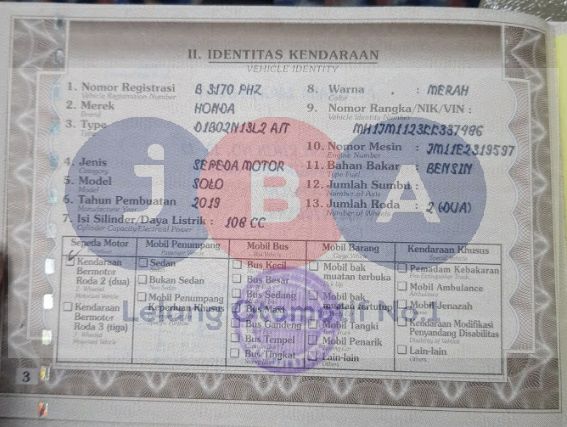 II. IDENTITAS KENDARAAN
VEHICLE IDENTITY
1. Nomor Registrasi B 3170 PHZ
Vehicle Registration Number
2. Merek HONDA
Brand
3. Type D1B02N13L2 A/T
4. Jenis SEPEDA MOTOR
Category
5. Model SOLO
Model
6. Tahun Pembuatan 2019
Manufacture Year
7. Isi Silinder/Daya Listrik : 108 CC
Cylinder Capacity/Electrical Power
8. Warna : MERAH
Color
9. Nomor Rangka/NIK/VIN :
Vehicle Identity Number
10. Nomor Mesin :
Engine Number
11. Bahan Bakar : BENSIN
Type Fuel
12. Jumlah Sumbu :
Number of Axis
13. Jumlah Roda : 2 (DUA)
Number of Wheels
iBA
Lelang Otomotif No.1
Sepeda Motor
Kendaraan Bermotor Roda 2 (dua)
Kendaraan Bermotor Roda 3 (tiga)
Mobil Penumpang
Sedan
Bukan Sedan
Mobil Penumpang Keperluan Khusus
Mobil Bus
Bus Kecil
Bus Besar
Bus Sedang
Bus Gandeng
Bus Tempel
Bus Tingkat
Mobil Barang
Mobil bak muatan terbuka
Mobil bak muatan tertutup
Mobil Tangki
Mobil Penarik
Lain-lain
Kendaraan Khusus
Pemadam Kebakaran
Mobil Ambulance
Mobil Jenazah
Kendaraan Modifikasi Penyandang Disabilitas
Lain-lain
3